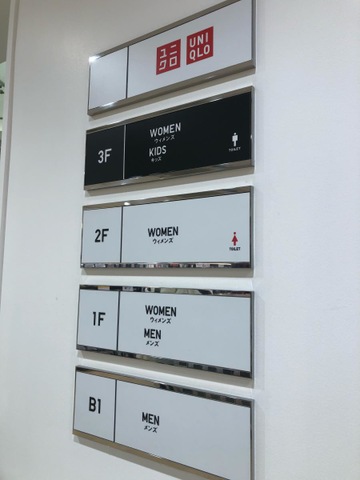 ユニ
クロ
UNI
QLO
3F
WOMEN
ウィメンズ
KIDS
キッズ
TOILET
2F
WOMEN
ウィメンズ
TOILET
1F
WOMEN
ウィメンズ
MEN
メンズ
B1
MEN
メンズ